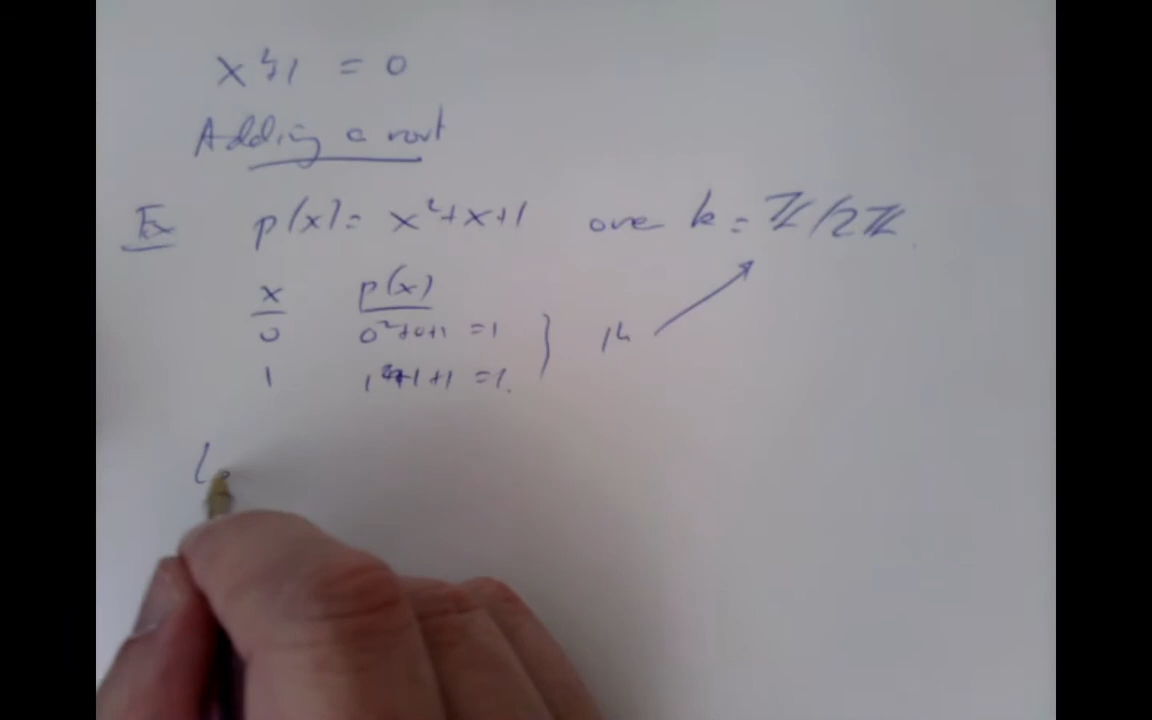 x²+1 = 0
Adding a root
Ex p(x)= x²+x+1 over k = ℤ/2ℤ
x p(x)
0 0²+0+1 =1
1 1²+1+1 =1.